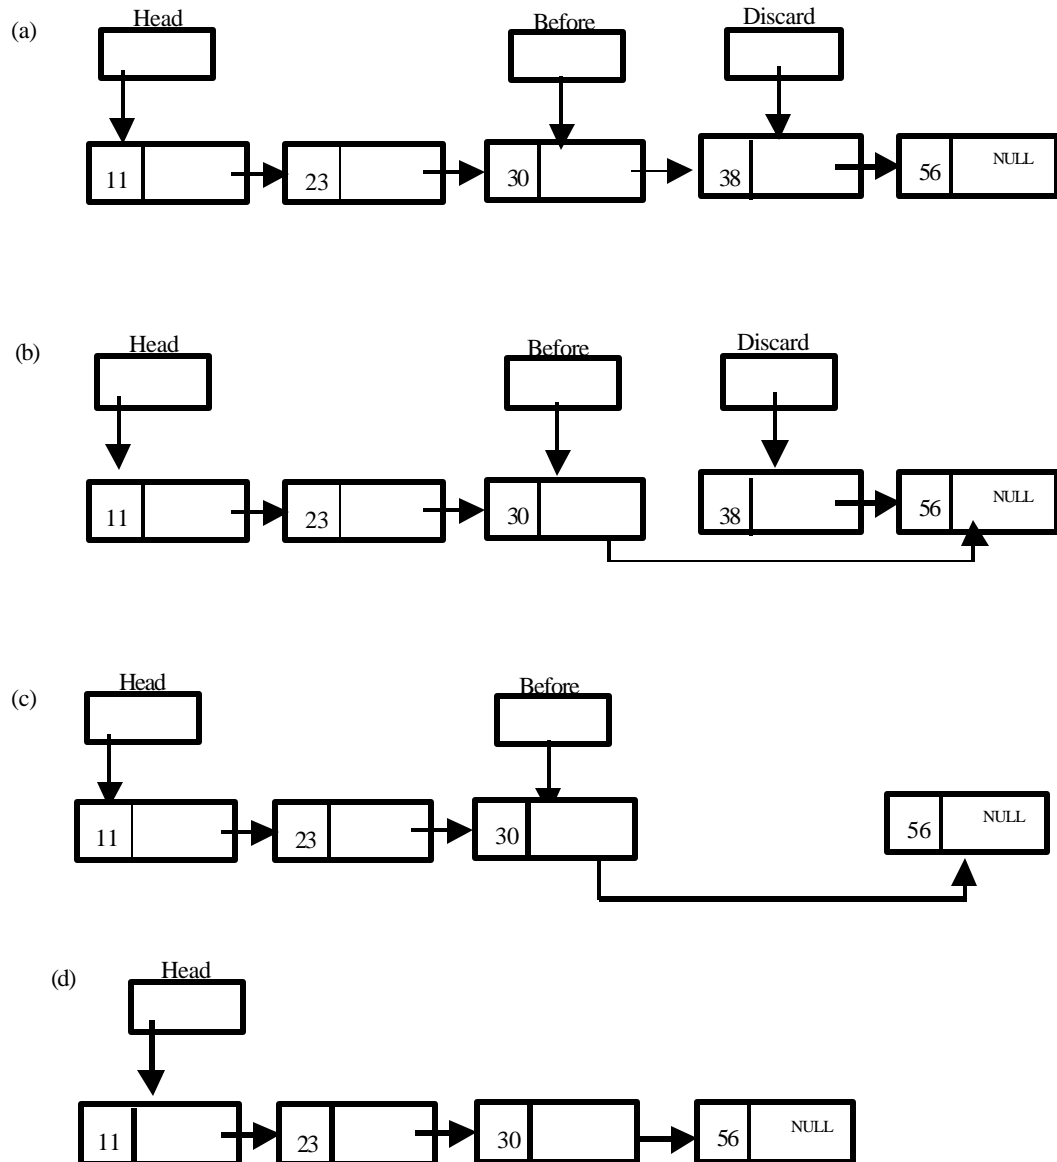 (a) Head Before Discard
11 23 30 38 56 NULL
(b) Head Before Discard
11 23 30 38 56 NULL
(c) Head Before
11 23 30 56 NULL
(d) Head
11 23 30 56 NULL